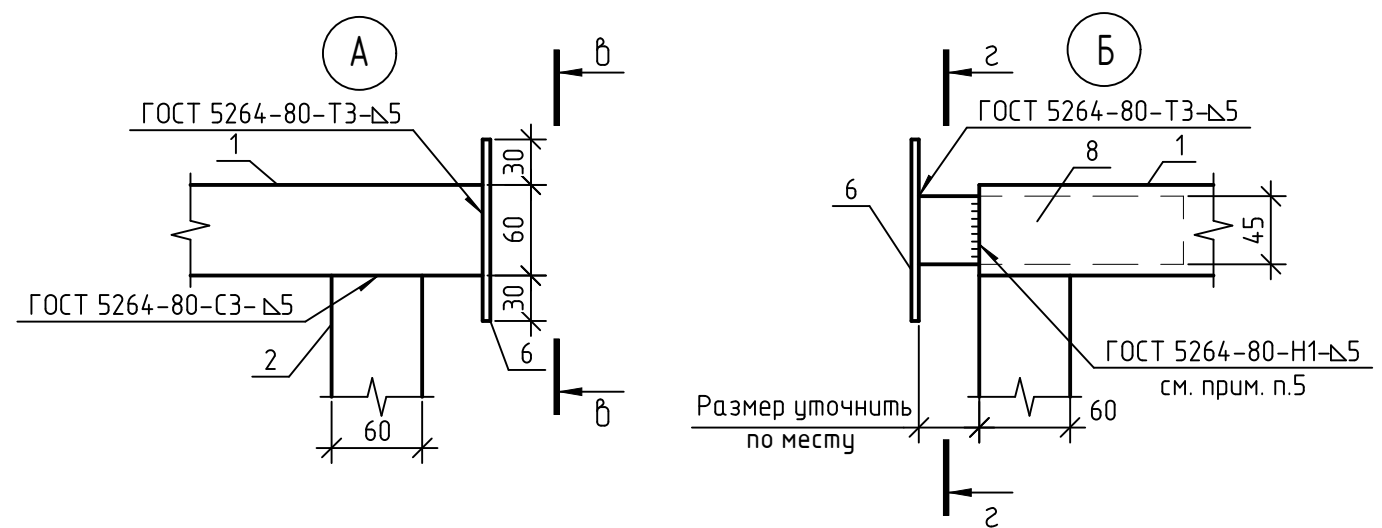 А
в
ГОСТ 5264-80-Т3-⊿5
1
30
60
30
ГОСТ 5264-80-С3-⊿5
2
6
в
60
Б
г
ГОСТ 5264-80-Т3-⊿5
8
1
6
45
ГОСТ 5264-80-Н1-⊿5
см. прим. п.5
Размер уточнить
по месту
60
г